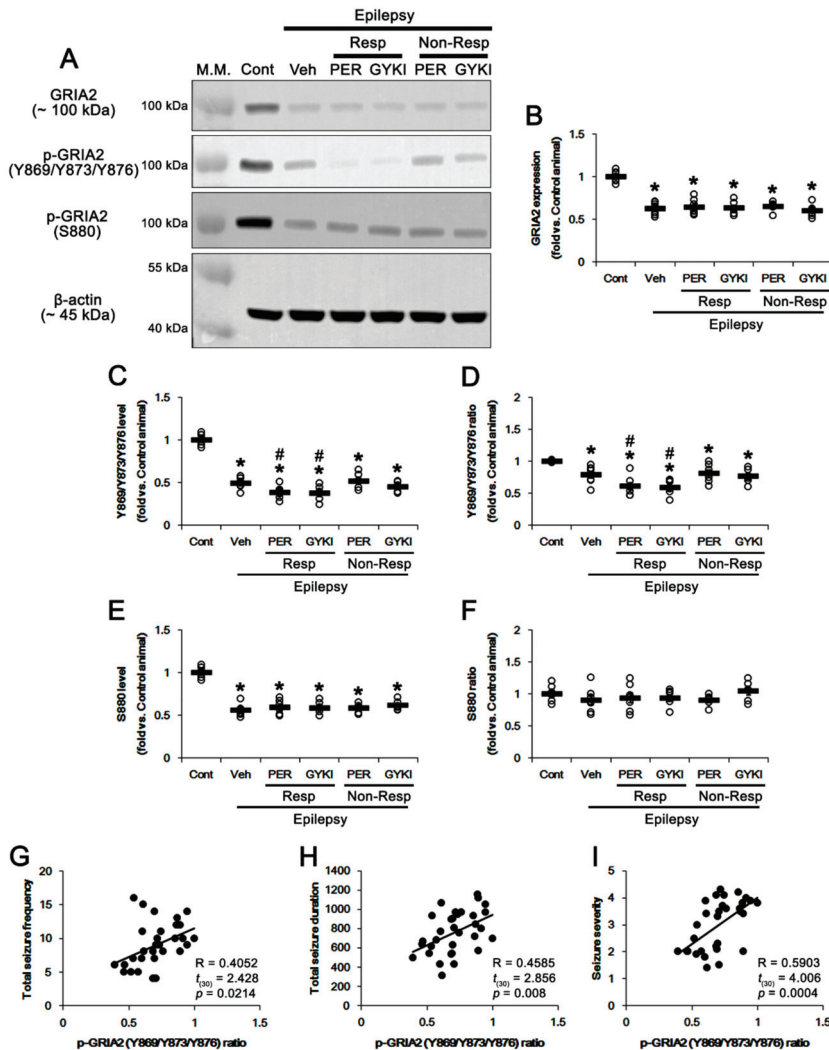 Epilepsy
Resp Non-Resp
A
M.M. Cont Veh PER GYKI PER GYKI
GRIA2
(~ 100 kDa)
100 kDa
p-GRIA2
(Y869/Y873/Y876)
100 kDa
p-GRIA2
(S880)
100 kDa
55 kDa
β-actin
(~ 45 kDa)
40 kDa
B
GRIA2 expression
(fold vs. Control animal)
1.5
1
0.5
0
* * * * *
Cont Veh PER GYKI PER GYKI
Resp Non-Resp
Epilepsy
C
Y869/Y873/Y876 level
(fold vs. Control animal)
1.5
1
0.5
0
# #
* * * * *
Cont Veh PER GYKI PER GYKI
Resp Non-Resp
Epilepsy
D
Y869/Y873/Y876 ratio
(fold vs. Control animal)
2
1.5
1
0.5
0
# #
* * * * *
Cont Veh PER GYKI PER GYKI
Resp Non-Resp
Epilepsy
E
S880 level
(fold vs. Control animal)
1.5
1
0.5
0
* * * * *
Cont Veh PER GYKI PER GYKI
Resp Non-Resp
Epilepsy
F
S880 ratio
(fold vs. Control animal)
2
1.5
1
0.5
0
Cont Veh PER GYKI PER GYKI
Resp Non-Resp
Epilepsy
G
Total seizure frequency
20
15
10
5
0
R = 0.4052
t(30) = 2.428
p = 0.0214
0 0.5 1 1.5
p-GRIA2 (Y869/Y873/Y876) ratio
H
Total seizure duration
1400
1200
1000
800
600
400
200
0
R = 0.4585
t(30) = 2.856
p = 0.008
0 0.5 1 1.5
p-GRIA2 (Y869/Y873/Y876) ratio
I
Seizure severity
5
4
3
2
1
0
R = 0.5903
t(30) = 4.006
p = 0.0004
0 0.5 1 1.5
p-GRIA2 (Y869/Y873/Y876) ratio